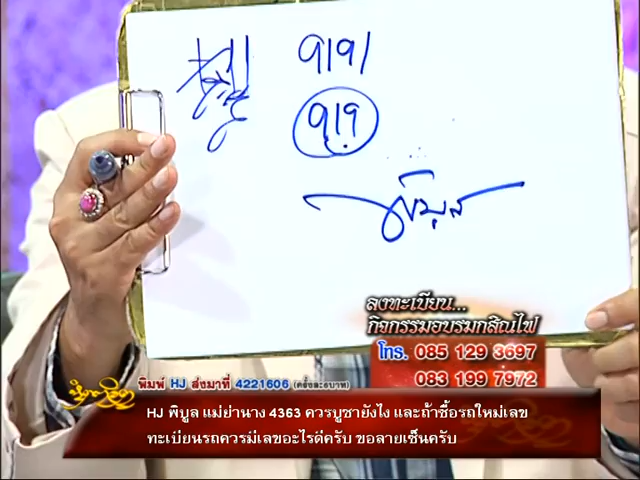 พิบูล
ลงทะเบียน...
กิจกรรมอบรมกสิณไฟ
โทร. 085 129 3697
083 199 7972
พิมพ์ HJ ส่งมาที่ 4221606 (ครั้งละ๐บาท)
HJ พิบูล แม่ย่านาง 4363 ควรบูชายังไง และถ้าซื้อรถใหม่เลข
ทะเบียนรถควรมีเลขอะไรดีครับ ขอลายเซ็นครับ